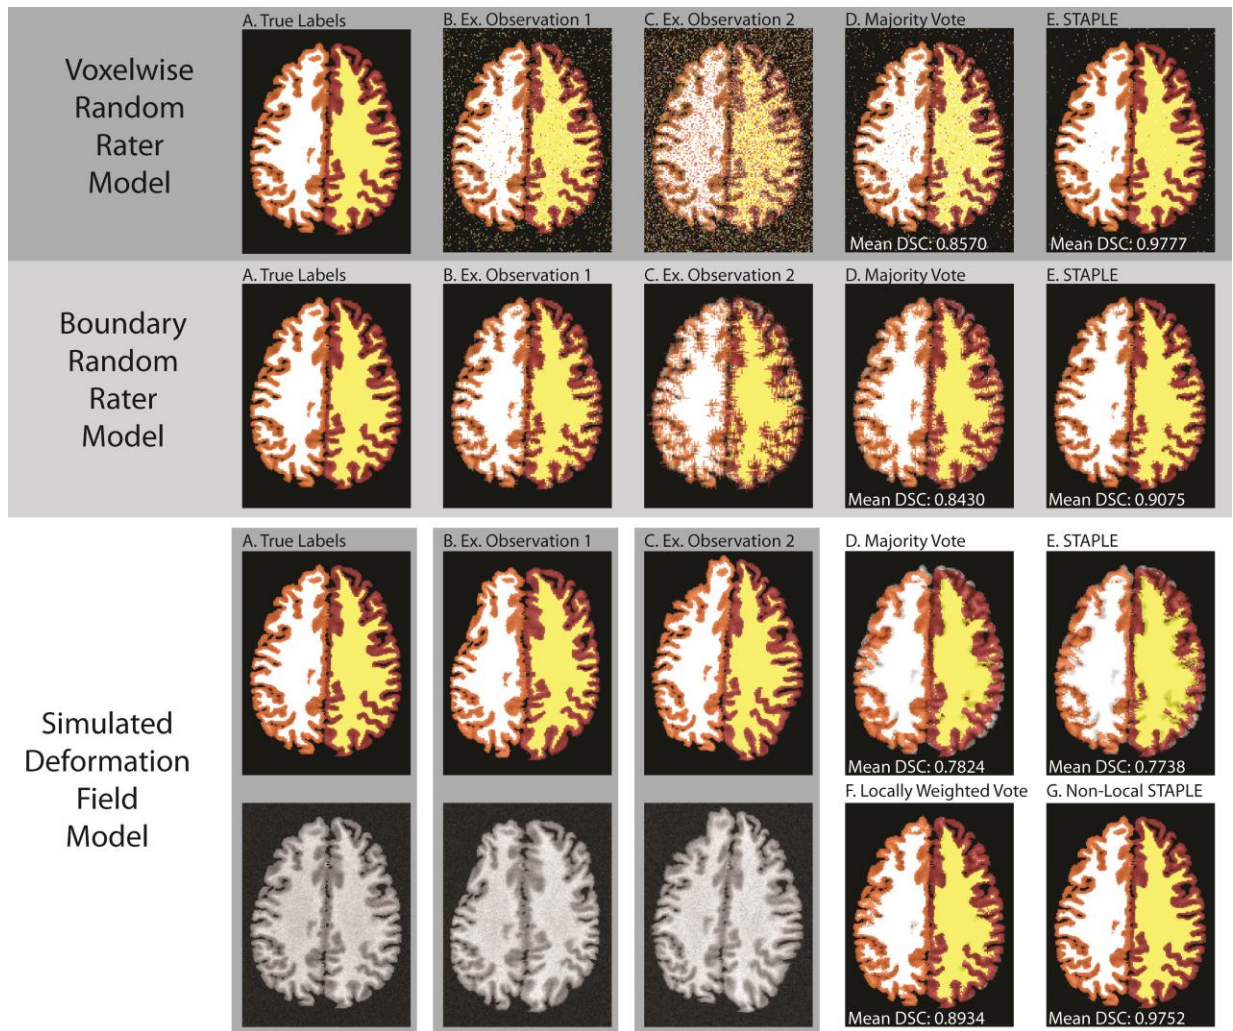 Voxelwise
Random
Rater
Model
A. True Labels
B. Ex. Observation 1
C. Ex. Observation 2
D. Majority Vote
E. STAPLE
Mean DSC: 0.8570
Mean DSC: 0.9777
Boundary
Random
Rater
Model
A. True Labels
B. Ex. Observation 1
C. Ex. Observation 2
D. Majority Vote
E. STAPLE
Mean DSC: 0.8430
Mean DSC: 0.9075
Simulated
Deformation
Field
Model
A. True Labels
B. Ex. Observation 1
C. Ex. Observation 2
D. Majority Vote
E. STAPLE
Mean DSC: 0.7824
Mean DSC: 0.7738
F. Locally Weighted Vote
G. Non-Local STAPLE
Mean DSC: 0.8934
Mean DSC: 0.9752